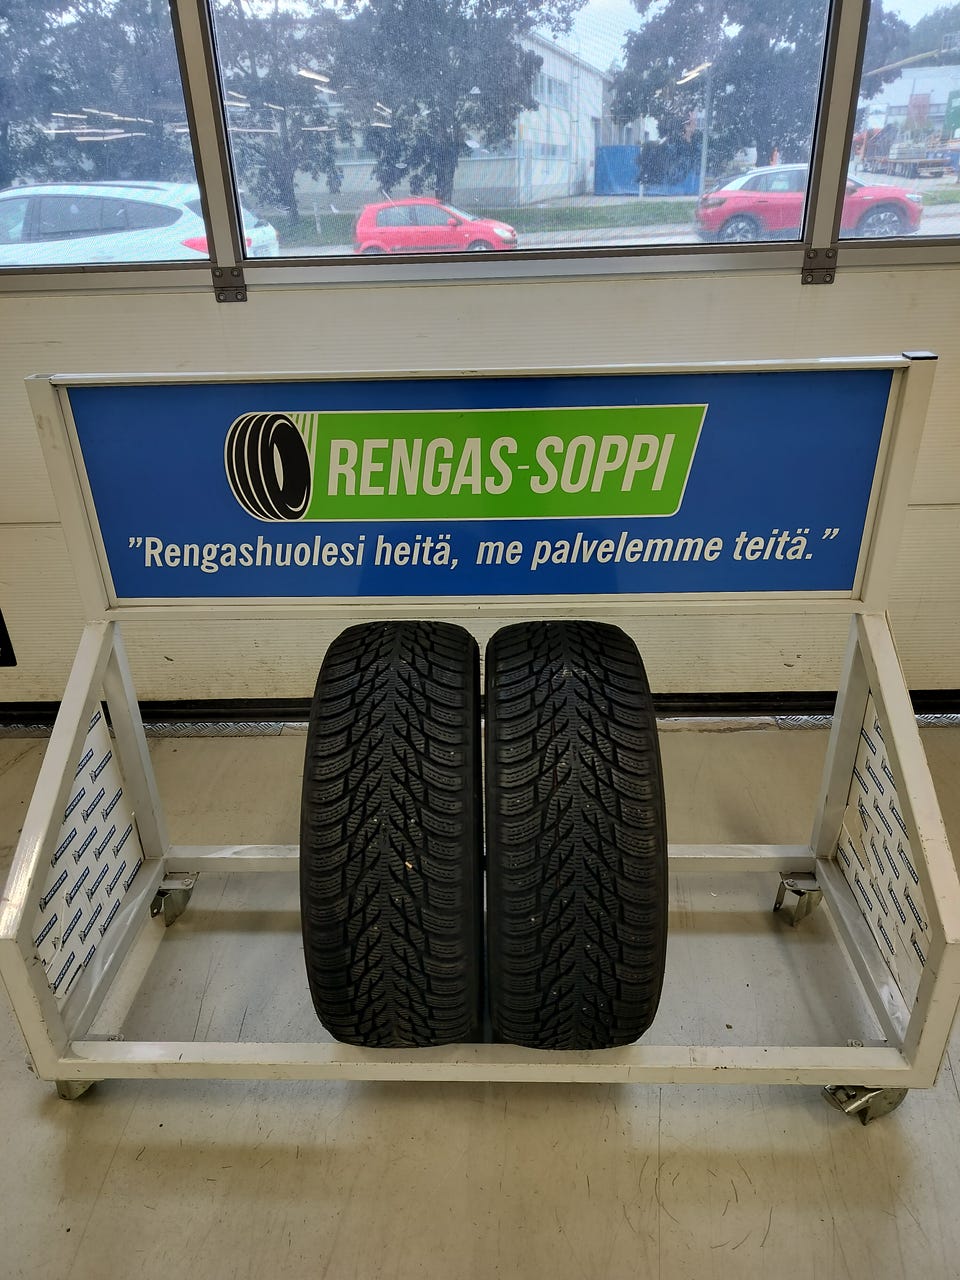 RENGAS-SOPPI
"Rengashuolesi heitä, me palvelemme teitä."